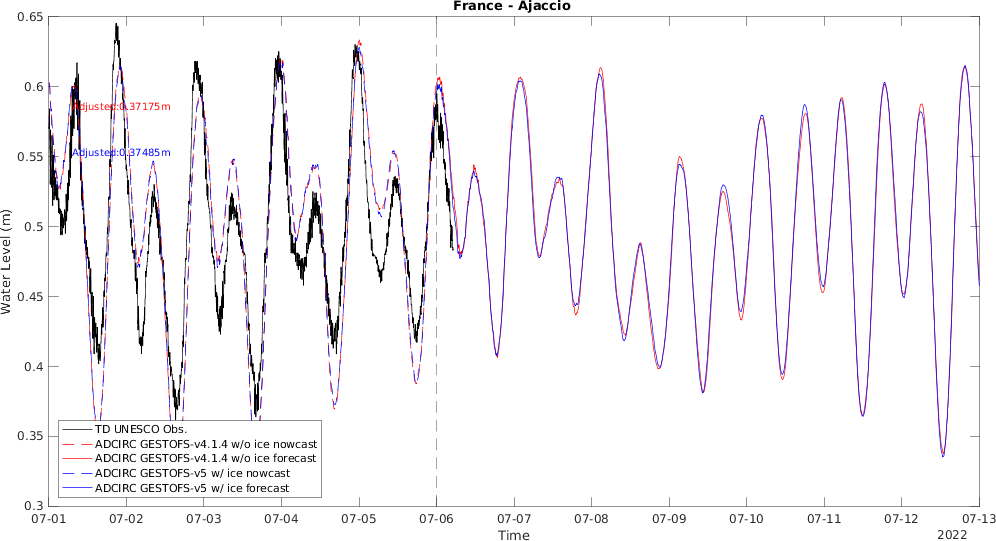 France - Ajaccio
0.65
0.6
0.55
0.5
0.45
0.4
0.35
0.3
Water Level (m)
Adjusted:0.37175m
Adjusted:0.37485m
TD UNESCO Obs.
ADCIRC GESTOFS-v4.1.4 w/o ice nowcast
ADCIRC GESTOFS-v4.1.4 w/o ice forecast
ADCIRC GESTOFS-v5 w/ ice nowcast
ADCIRC GESTOFS-v5 w/ ice forecast
07-01 07-02 07-03 07-04 07-05 07-06 07-07 07-08 07-09 07-10 07-11 07-12 07-13
Time
2022